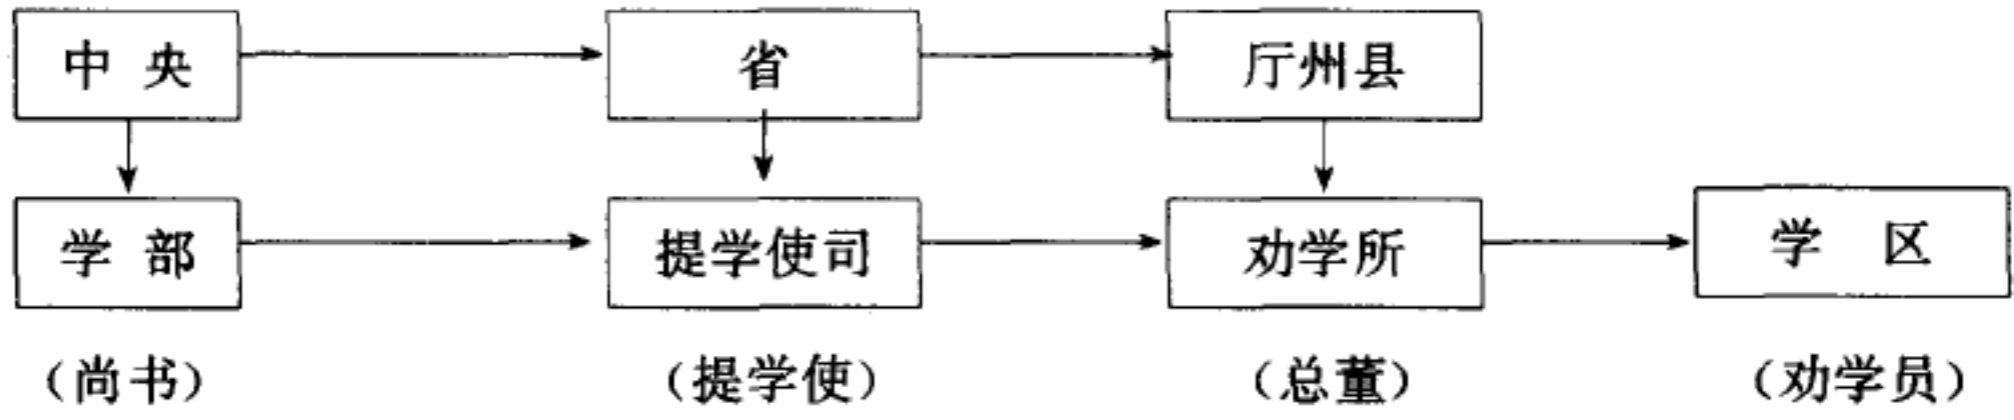 中 央 省 厅州县
学 部 提学使司 劝学所 学 区
（尚书） （提学使） （总董） （劝学员）